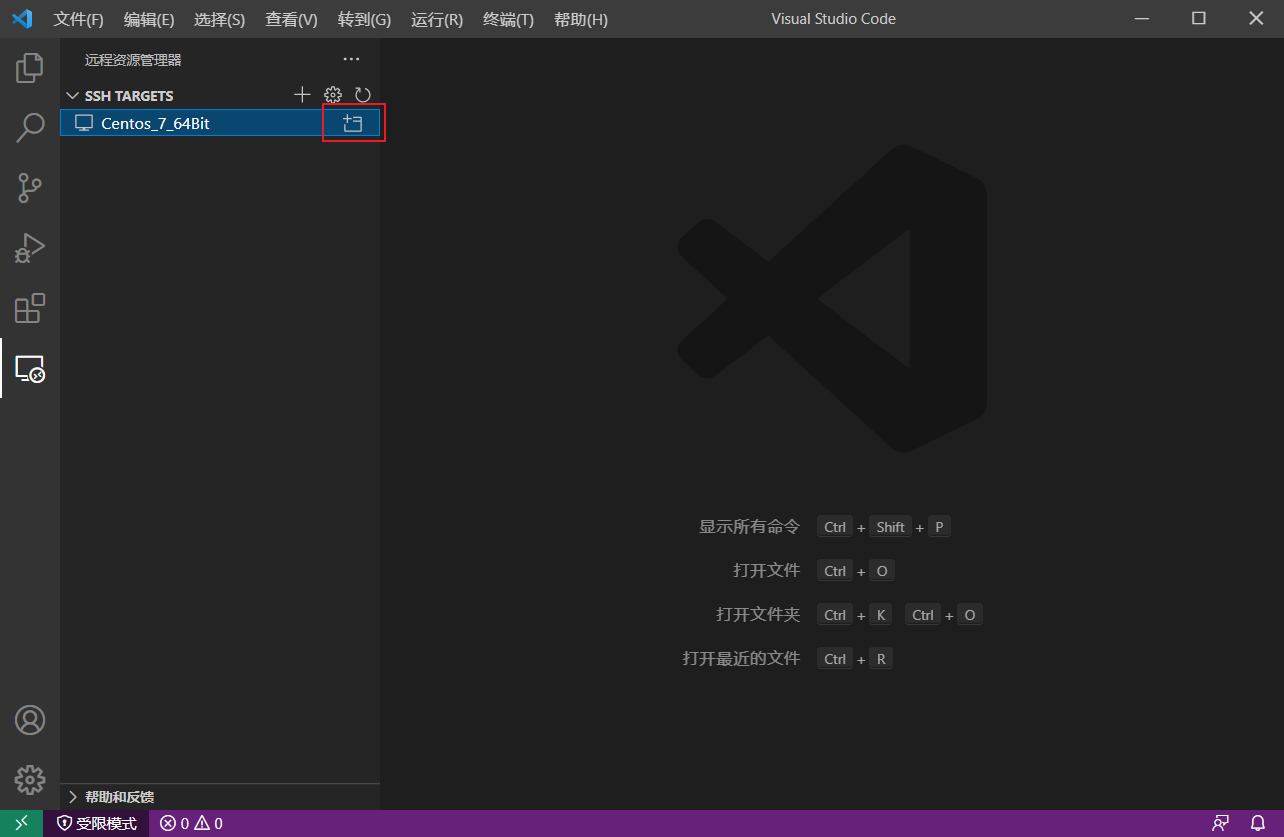 文件(F) 编辑(E) 选择(S) 查看(V) 转到(G) 运行(R) 终端(T) 帮助(H) Visual Studio Code
远程资源管理器
SSH TARGETS
Centos_7_64Bit
显示所有命令 Ctrl + Shift + P
打开文件 Ctrl + O
打开文件夹 Ctrl + K Ctrl + O
打开最近的文件 Ctrl + R
帮助和反馈
受限模式 0 0